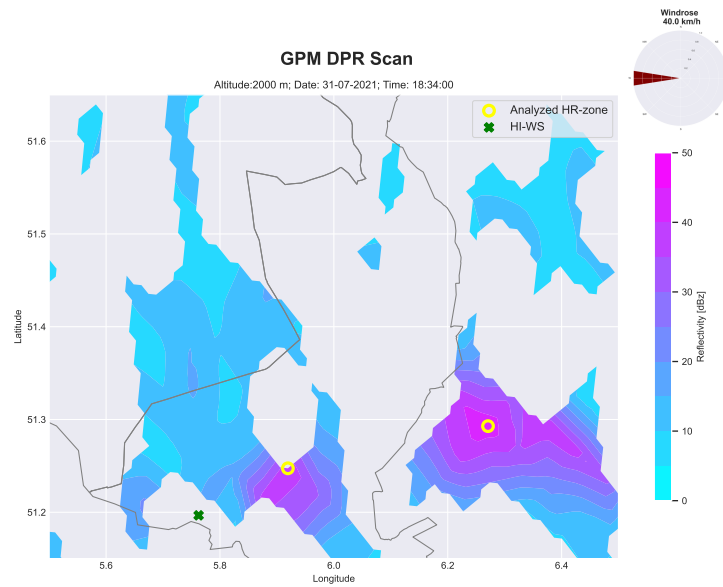 Windrose
40.0 km/h
GPM DPR Scan
Altitude:2000 m; Date: 31-07-2021; Time: 18:34:00
Analyzed HR-zone
HI-WS
51.6
51.5
51.4
51.3
51.2
Latitude
5.6
5.8
6.0
6.2
6.4
Longitude
50
40
30
20
10
0
Reflectivity [dBz]